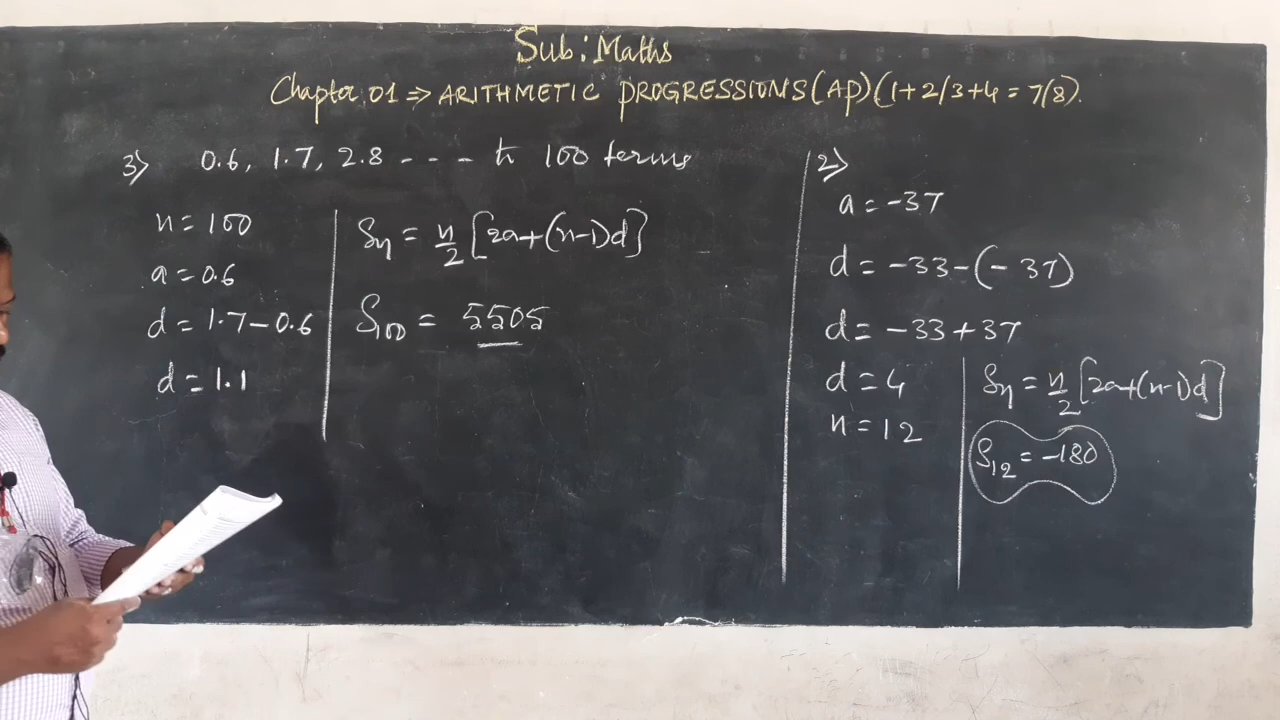 Sub: Maths
Chapter 01 ⇒ ARITHMETIC PROGRESSIONS (AP) (1+2/3+4 = 7/8).
3) 0.6, 1.7, 2.8 - - - - to 100 terms
n = 100
a = 0.6
d = 1.7 - 0.6
d = 1.1
Sn = n/2 [2a+(n-1)d]
S100 = 5505
2)
a = -37
d = -33-(-37)
d = -33 + 37
d = 4
n = 12
Sn = n/2 [2a+(n-1)d]
S12 = -180